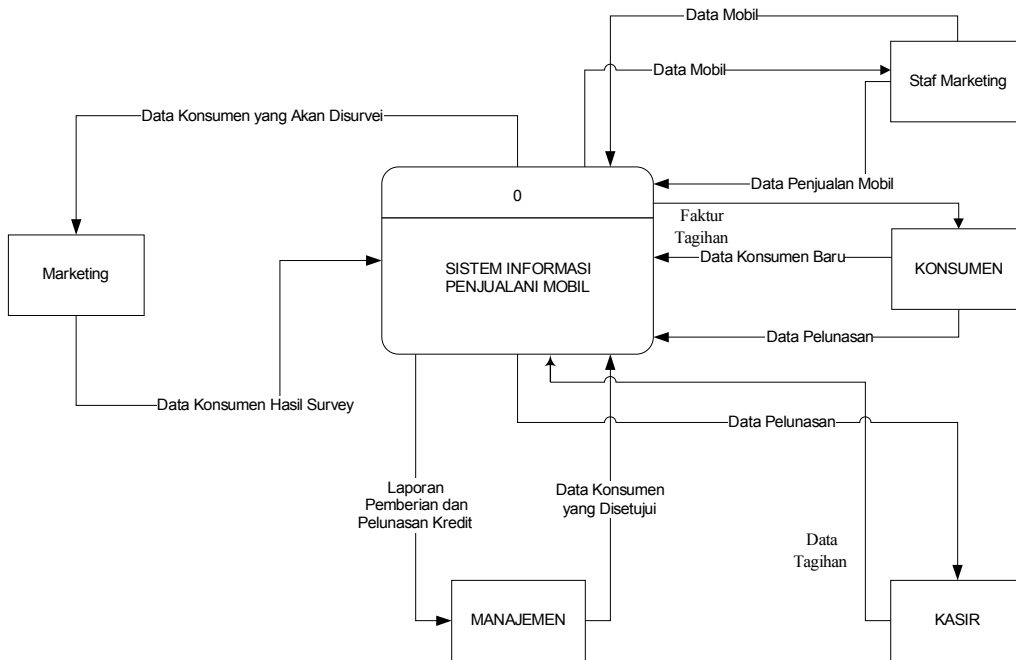 Data Mobil
Staf Marketing
Data Mobil
Data Konsumen yang Akan Disurvei
Data Penjualan Mobil
0
Faktur
Tagihan
Data Konsumen Baru
KONSUMEN
Marketing
SISTEM INFORMASI
PENJUALANI MOBIL
Data Pelunasan
Data Konsumen Hasil Survey
Data Pelunasan
Laporan
Pemberian dan
Pelunasan Kredit
Data Konsumen
yang Disetujui
Data
Tagihan
MANAJEMEN
KASIR